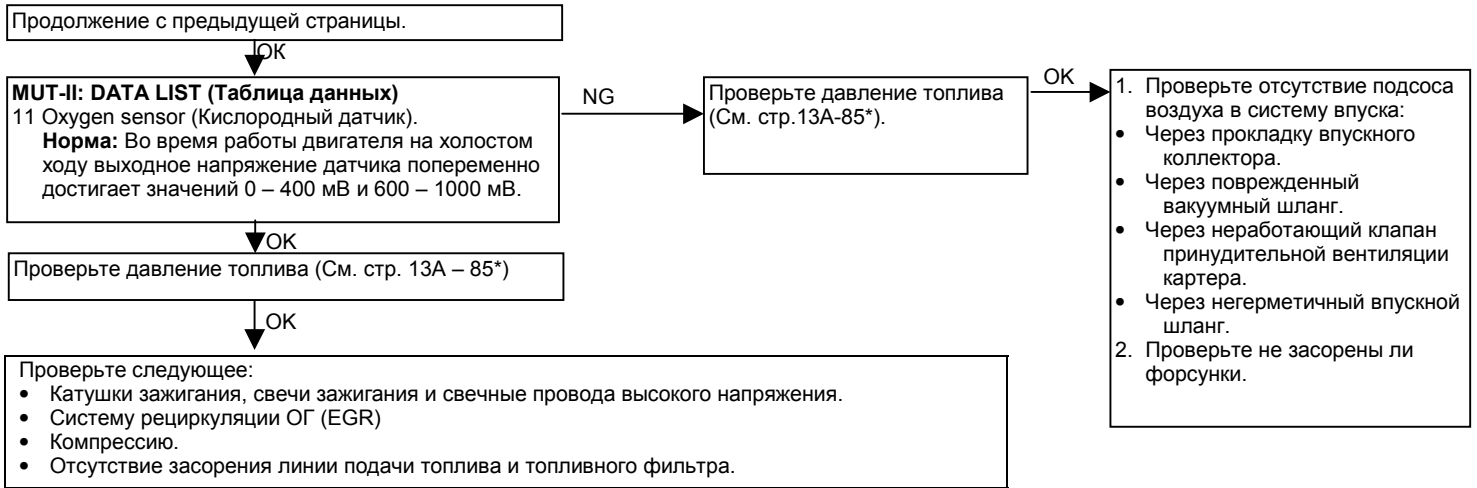 Продолжение с предыдущей страницы.
OK
MUT-II: DATA LIST (Таблица данных)
11 Oxygen sensor (Кислородный датчик).
Норма: Во время работы двигателя на холостом
ходу выходное напряжение датчика попеременно
достигает значений 0 – 400 мВ и 600 – 1000 мВ.
NG
Проверьте давление топлива
(См. стр.13А-85*).
OK
1. Проверьте отсутствие подсоса
воздуха в систему впуска:
• Через прокладку впускного
коллектора.
• Через поврежденный
вакуумный шланг.
• Через неработающий клапан
принудительной вентиляции
картера.
• Через негерметичный впускной
шланг.
2. Проверьте не засорены ли
форсунки.
OK
Проверьте давление топлива (См. стр. 13А – 85*)
OK
Проверьте следующее:
• Катушки зажигания, свечи зажигания и свечные провода высокого напряжения.
• Систему рециркуляции ОГ (EGR)
• Компрессию.
• Отсутствие засорения линии подачи топлива и топливного фильтра.